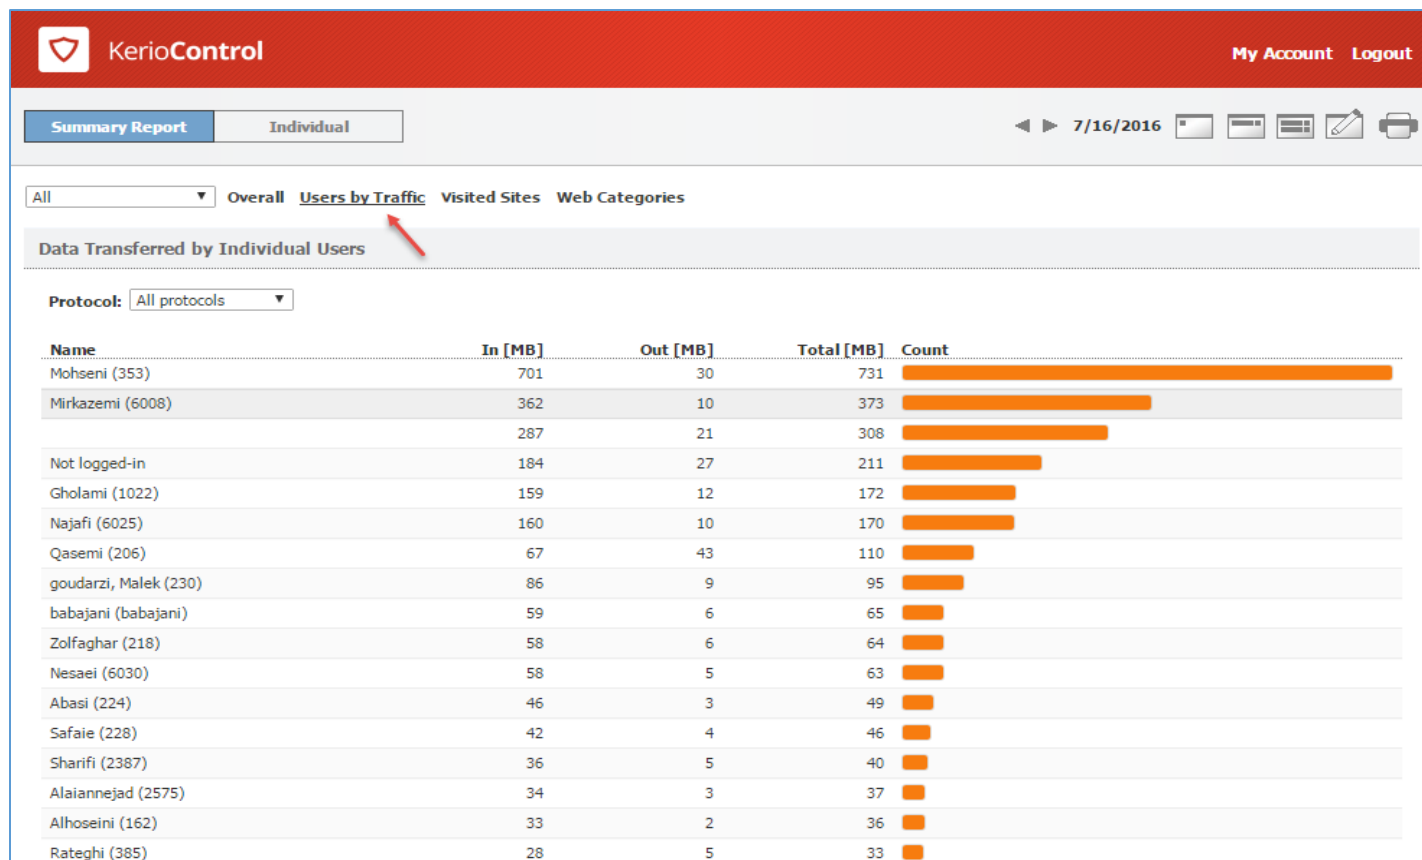 KerioControl
My Account Logout
Summary Report Individual 7/16/2016
All Overall Users by Traffic Visited Sites Web Categories
Data Transferred by Individual Users
Protocol: All protocols
Name In [MB] Out [MB] Total [MB] Count
Mohseni (353) 701 30 731
Mirkazemi (6008) 362 10 373
287 21 308
Not logged-in 184 27 211
Gholami (1022) 159 12 172
Najafi (6025) 160 10 170
Qasemi (206) 67 43 110
goudarzi, Malek (230) 86 9 95
babajani (babajani) 59 6 65
Zolfaghar (218) 58 6 64
Nesaei (6030) 58 5 63
Abasi (224) 46 3 49
Safaie (228) 42 4 46
Sharifi (2387) 36 5 40
Alaiannejad (2575) 34 3 37
Alhoseini (162) 33 2 36
Rateghi (385) 28 5 33